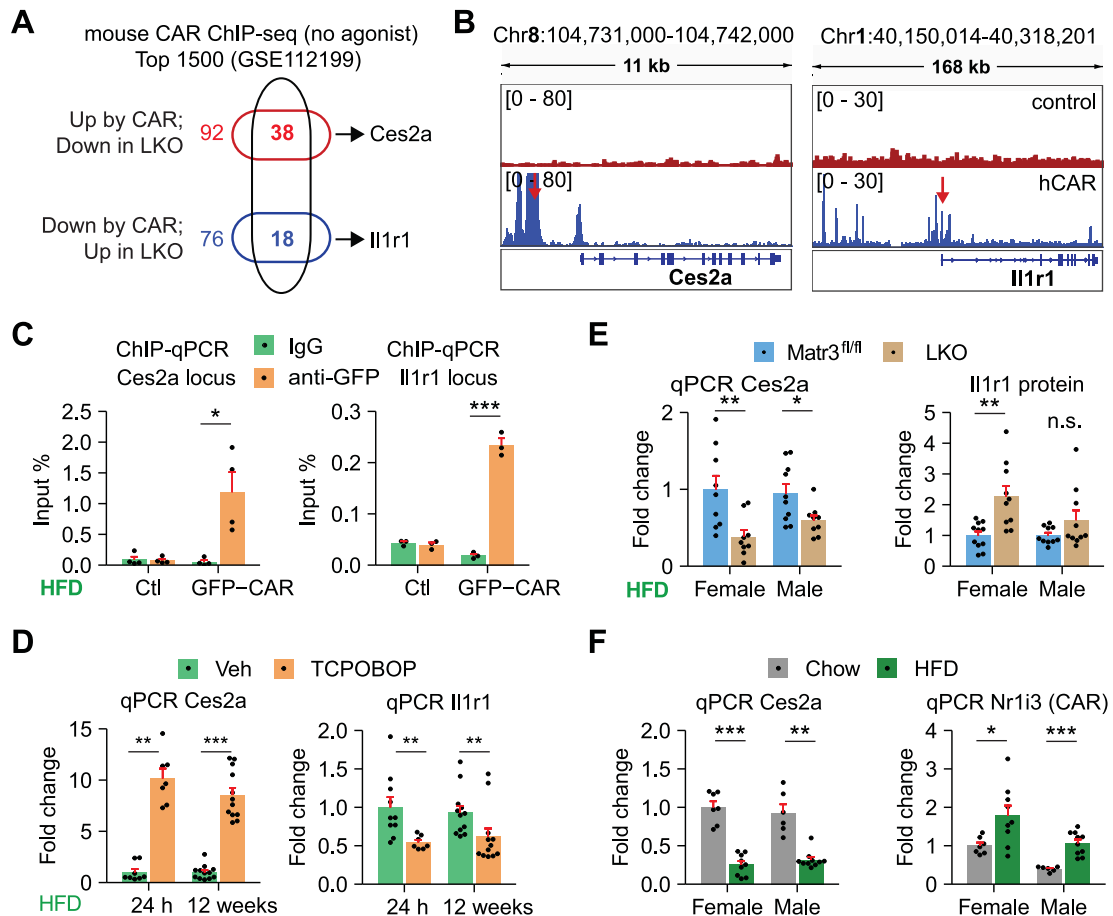 A
mouse CAR ChIP-seq (no agonist)
Top 1500 (GSE112199)
Up by CAR;
Down in LKO
92
38
Ces2a
Down by CAR;
Up in LKO
76
18
Il1r1
B
Chr8:104,731,000-104,742,000
11 kb
[0 - 80]
[0 - 80]
Ces2a
Chr1:40,150,014-40,318,201
168 kb
[0 - 30]
control
[0 - 30]
hCAR
Il1r1
C
IgG
anti-GFP
ChIP-qPCR
Ces2a locus
Input %
2.5
2.0
1.5
1.0
0.5
0.0
*
HFD
Ctl
GFP–CAR
ChIP-qPCR
Il1r1 locus
Input %
0.3
0.2
0.1
0.0
***
Ctl
GFP–CAR
D
Veh
TCPOBOP
qPCR Ces2a
Fold change
15
10
5
0
**
***
HFD
24 h
12 weeks
qPCR Il1r1
Fold change
2.0
1.5
1.0
0.5
0.0
**
**
24 h
12 weeks
E
Matr3fl/fl
LKO
qPCR Ces2a
Fold change
2
1
0
**
*
HFD
Female
Male
Il1r1 protein
Fold change
5
4
3
2
1
0
**
n.s.
Female
Male
F
Chow
HFD
qPCR Ces2a
Fold change
2.0
1.5
1.0
0.5
0.0
***
**
Female
Male
qPCR Nr1i3 (CAR)
Fold change
4
3
2
1
0
*
***
Female
Male